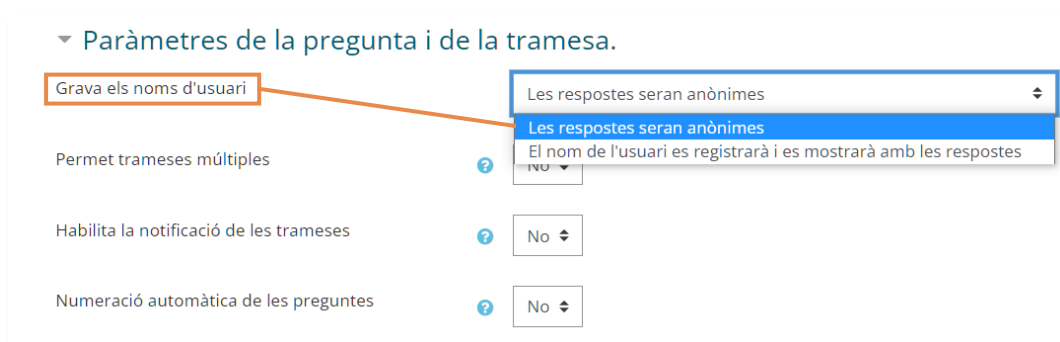 Paràmetres de la pregunta i de la tramesa.
Grava els noms d'usuari
Les respostes seran anònimes
Les respostes seran anònimes
El nom de l'usuari es registrarà i es mostrarà amb les respostes
Permet trameses múltiples
No
Habilita la notificació de les trameses
No
Numeració automàtica de les preguntes
No